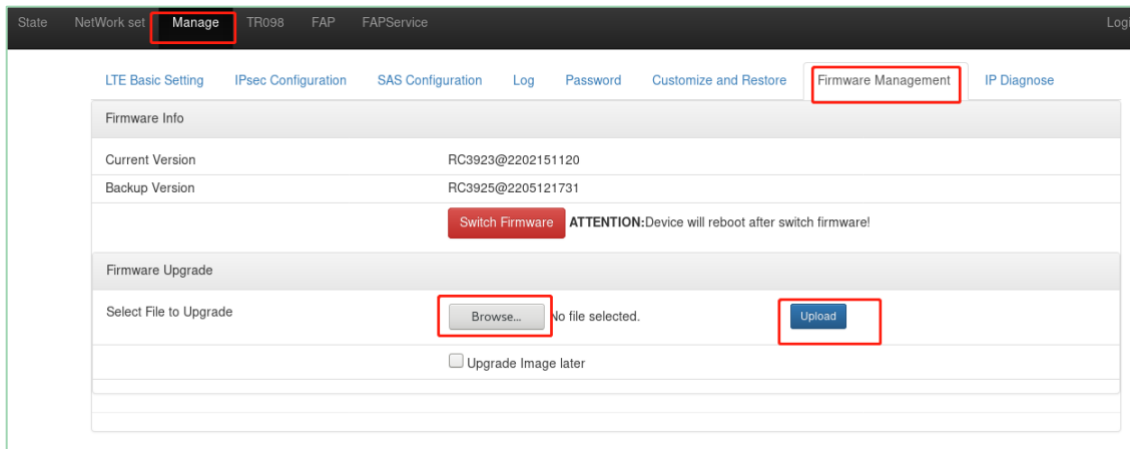 State NetWork set Manage TR098 FAP FAPService
LTE Basic Setting IPsec Configuration SAS Configuration Log Password Customize and Restore Firmware Management IP Diagnose
Firmware Info
Current Version RC3923@2202151120
Backup Version RC3925@2205121731
Switch Firmware ATTENTION:Device will reboot after switch firmware!
Firmware Upgrade
Select File to Upgrade Browse... No file selected. Upload
Upgrade Image later